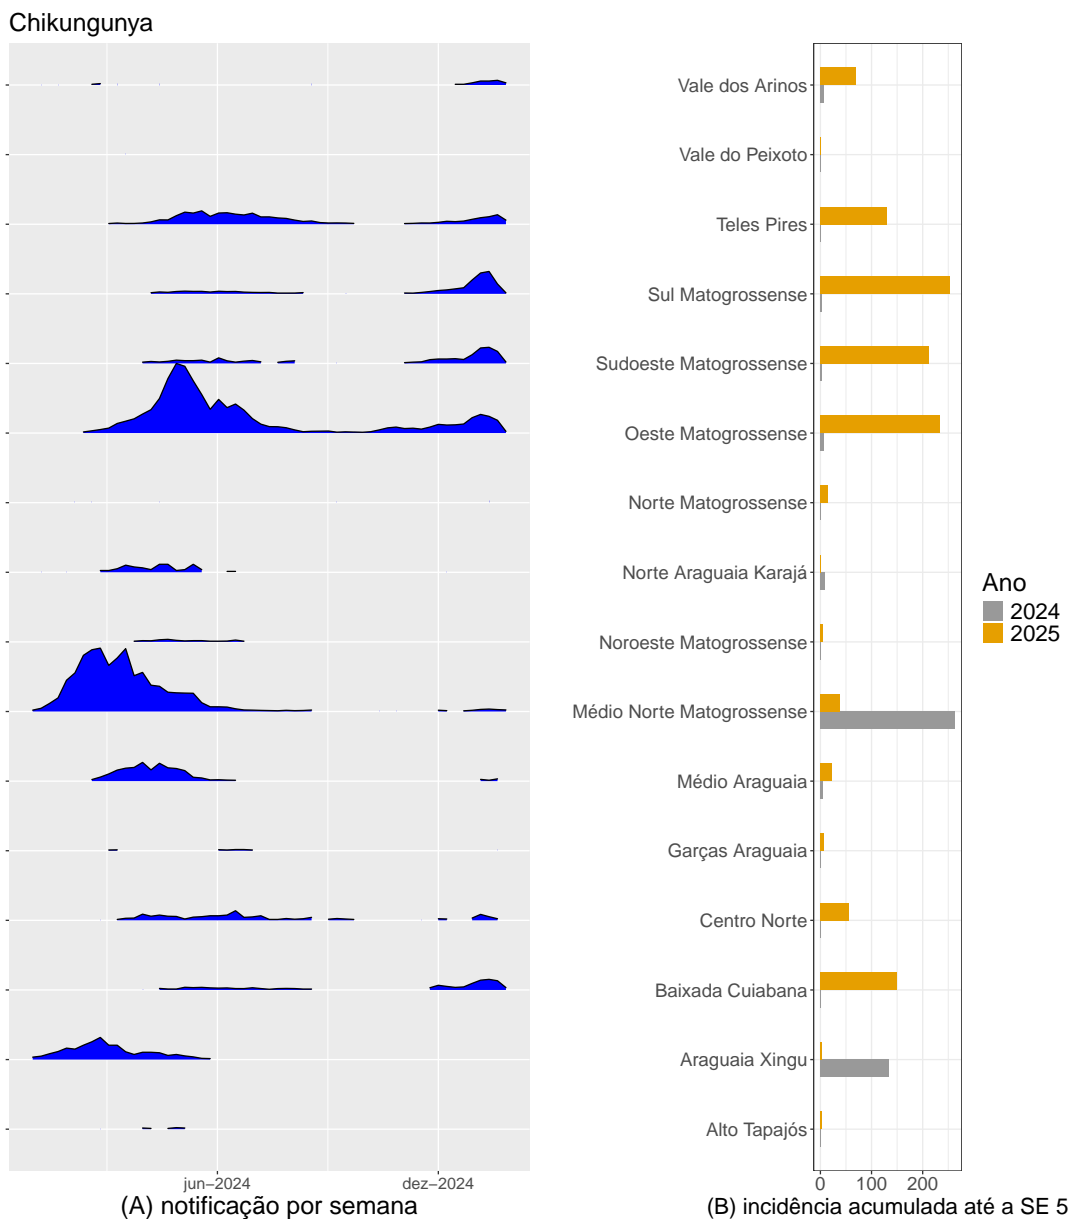 Chikungunya
Vale dos Arinos
Vale do Peixoto
Teles Pires
Sul Matogrossense
Sudoeste Matogrossense
Oeste Matogrossense
Norte Matogrossense
Norte Araguaia Karajá
Noroeste Matogrossense
Médio Norte Matogrossense
Médio Araguaia
Garças Araguaia
Centro Norte
Baixada Cuiabana
Araguaia Xingu
Alto Tapajós
Ano
2024
2025
jun−2024 dez−2024
0 100 200
(A) notificação por semana
(B) incidência acumulada até a SE 5